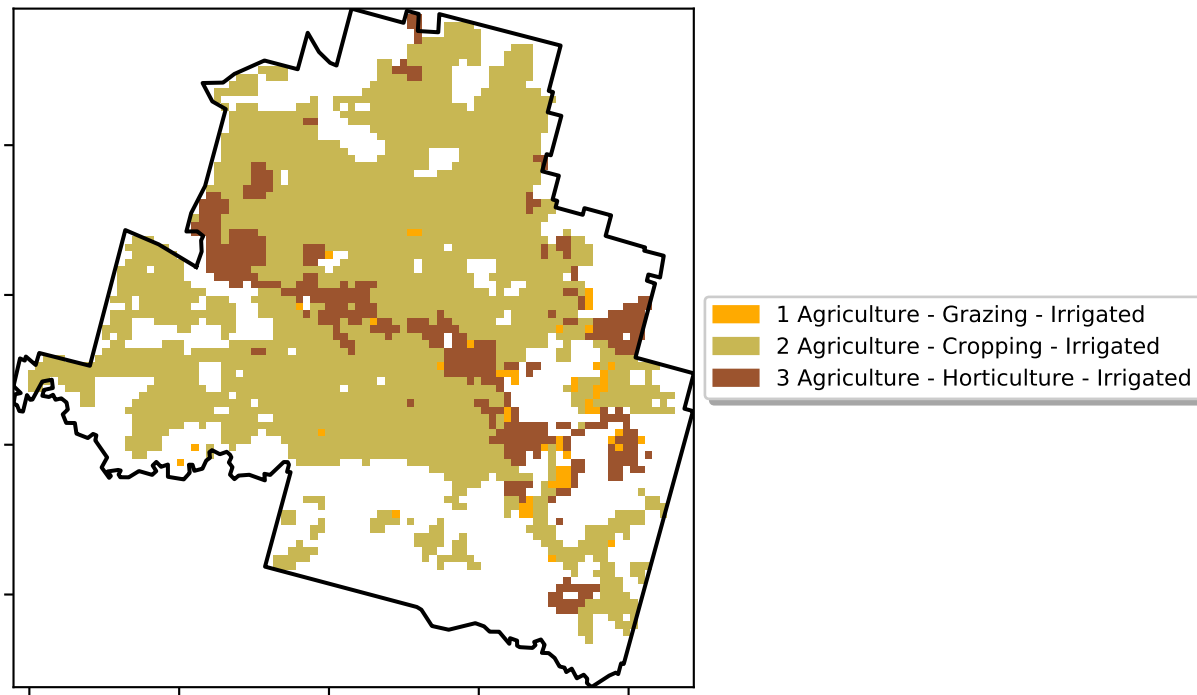 1 Agriculture - Grazing - Irrigated
2 Agriculture - Cropping - Irrigated
3 Agriculture - Horticulture - Irrigated